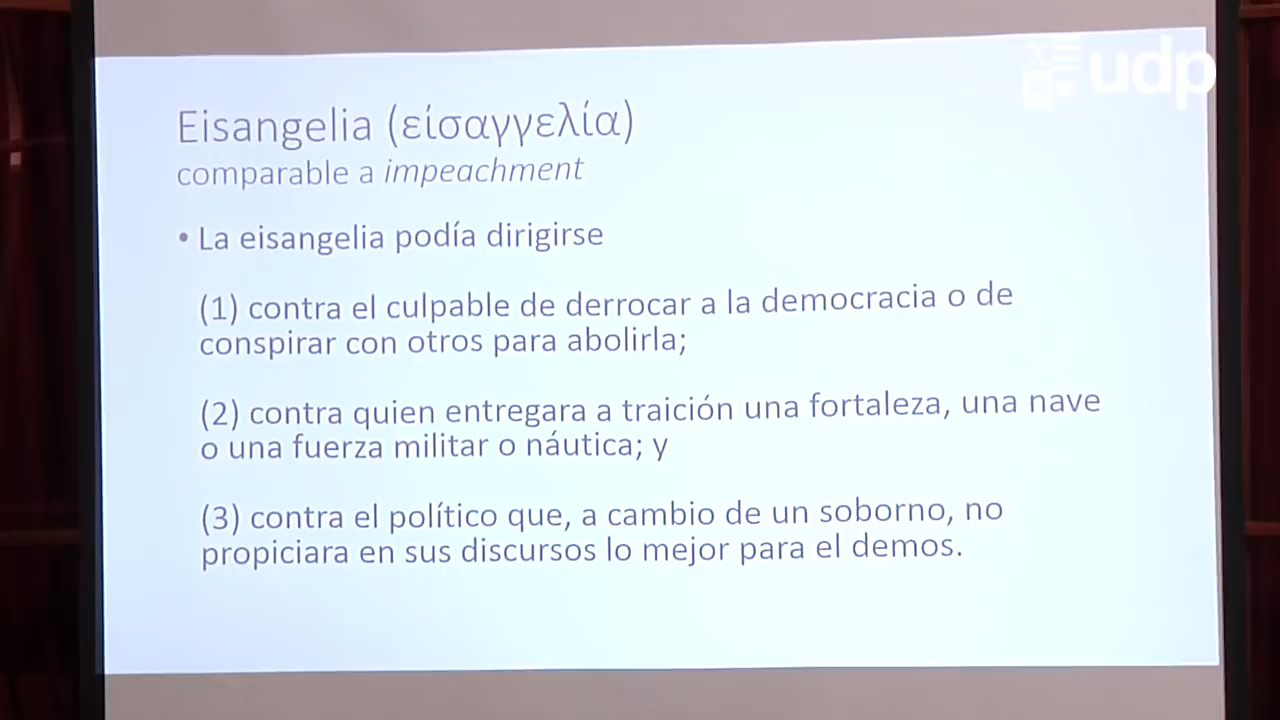 udp
Eisangelia (εἰσαγγελία)
comparable a impeachment
• La eisangelia podía dirigirse
(1) contra el culpable de derrocar a la democracia o de
conspirar con otros para abolirla;
(2) contra quien entregara a traición una fortaleza, una nave
o una fuerza militar o náutica; y
(3) contra el político que, a cambio de un soborno, no
propiciara en sus discursos lo mejor para el demos.